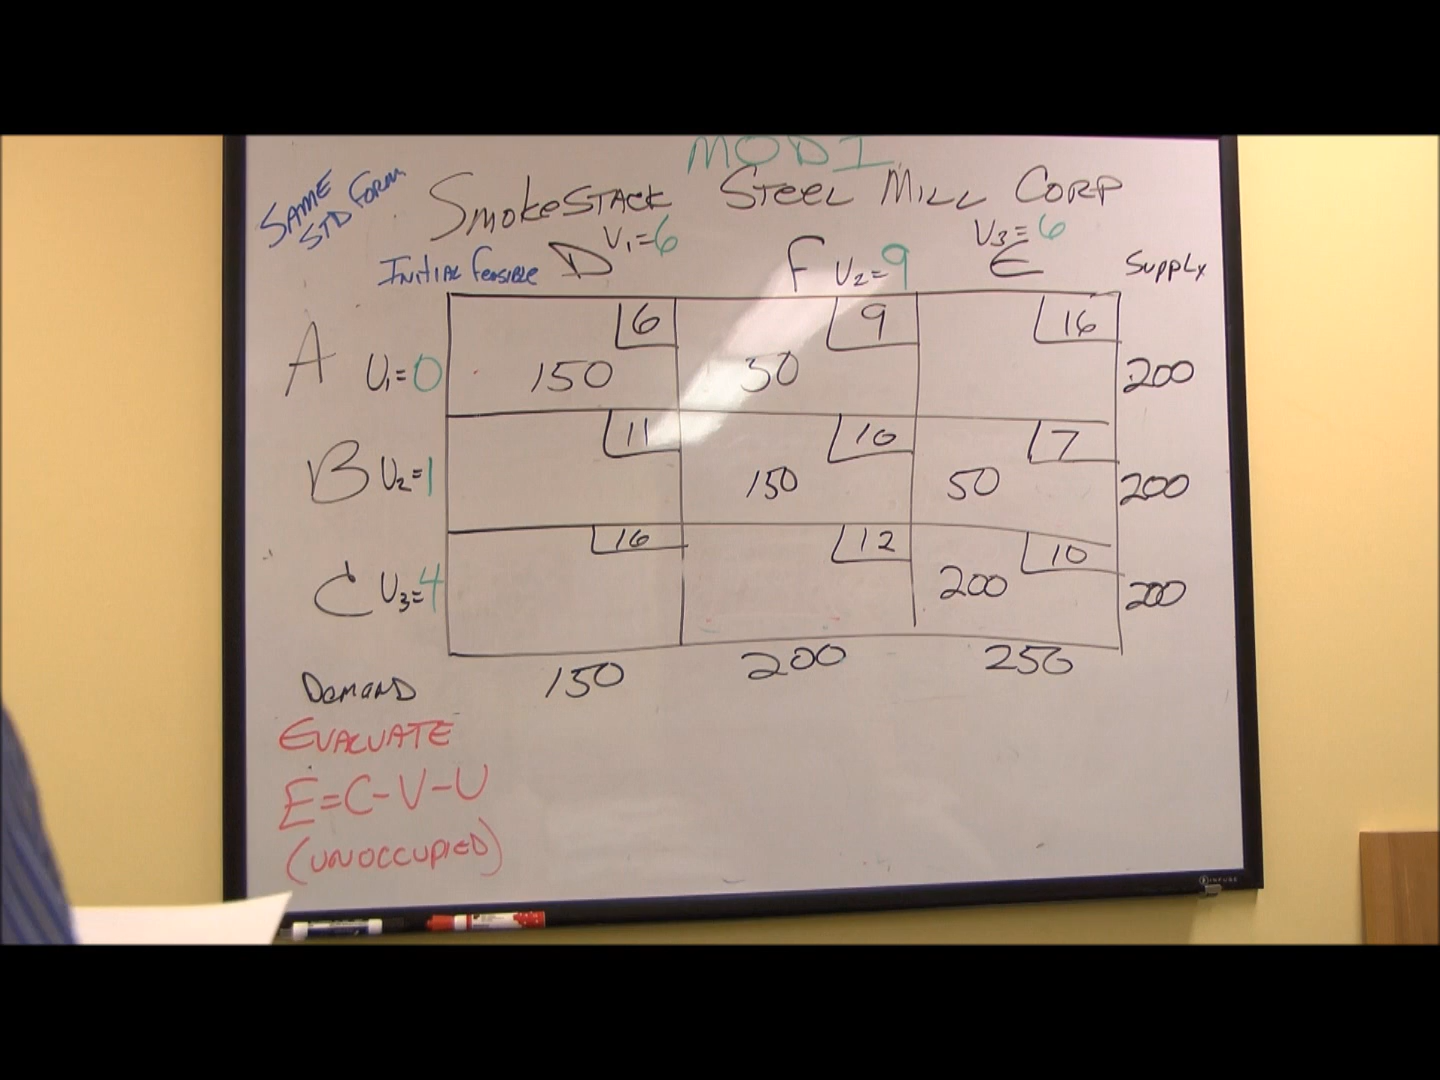 MODI
SAME
STD FORM
SMOKESTACK STEEL MILL CORP
INITIAL FEASIBLE
D V₁=6 F V₂=9 E V₃=6 SUPPLY
A U₁=0 150 6 50 9 16 200
B U₂=1 11 150 10 50 7 200
C U₃=4 16 12 200 10 200
DEMAND 150 200 250
EVALUATE
E=C-V-U
(UNOCCUPIED)